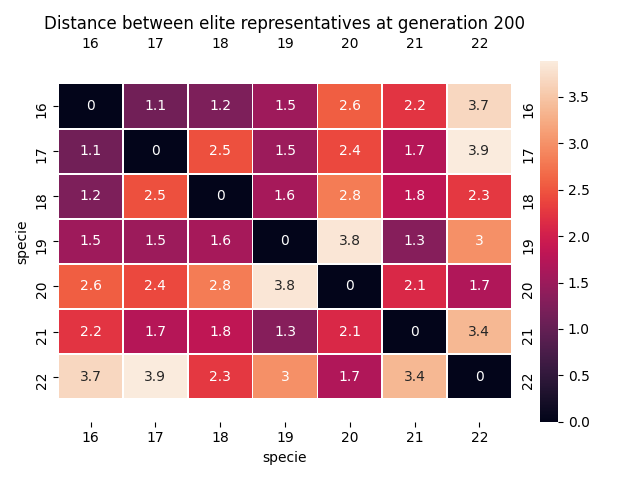 Distance between elite representatives at generation 200
16 17 18 19 20 21 22
16 0 1.1 1.2 1.5 2.6 2.2 3.7 16
17 1.1 0 2.5 1.5 2.4 1.7 3.9 17
18 1.2 2.5 0 1.6 2.8 1.8 2.3 18
19 1.5 1.5 1.6 0 3.8 1.3 3 19
20 2.6 2.4 2.8 3.8 0 2.1 1.7 20
21 2.2 1.7 1.8 1.3 2.1 0 3.4 21
22 3.7 3.9 2.3 3 1.7 3.4 0 22
16 17 18 19 20 21 22
specie
specie
3.5
3.0
2.5
2.0
1.5
1.0
0.5
0.0